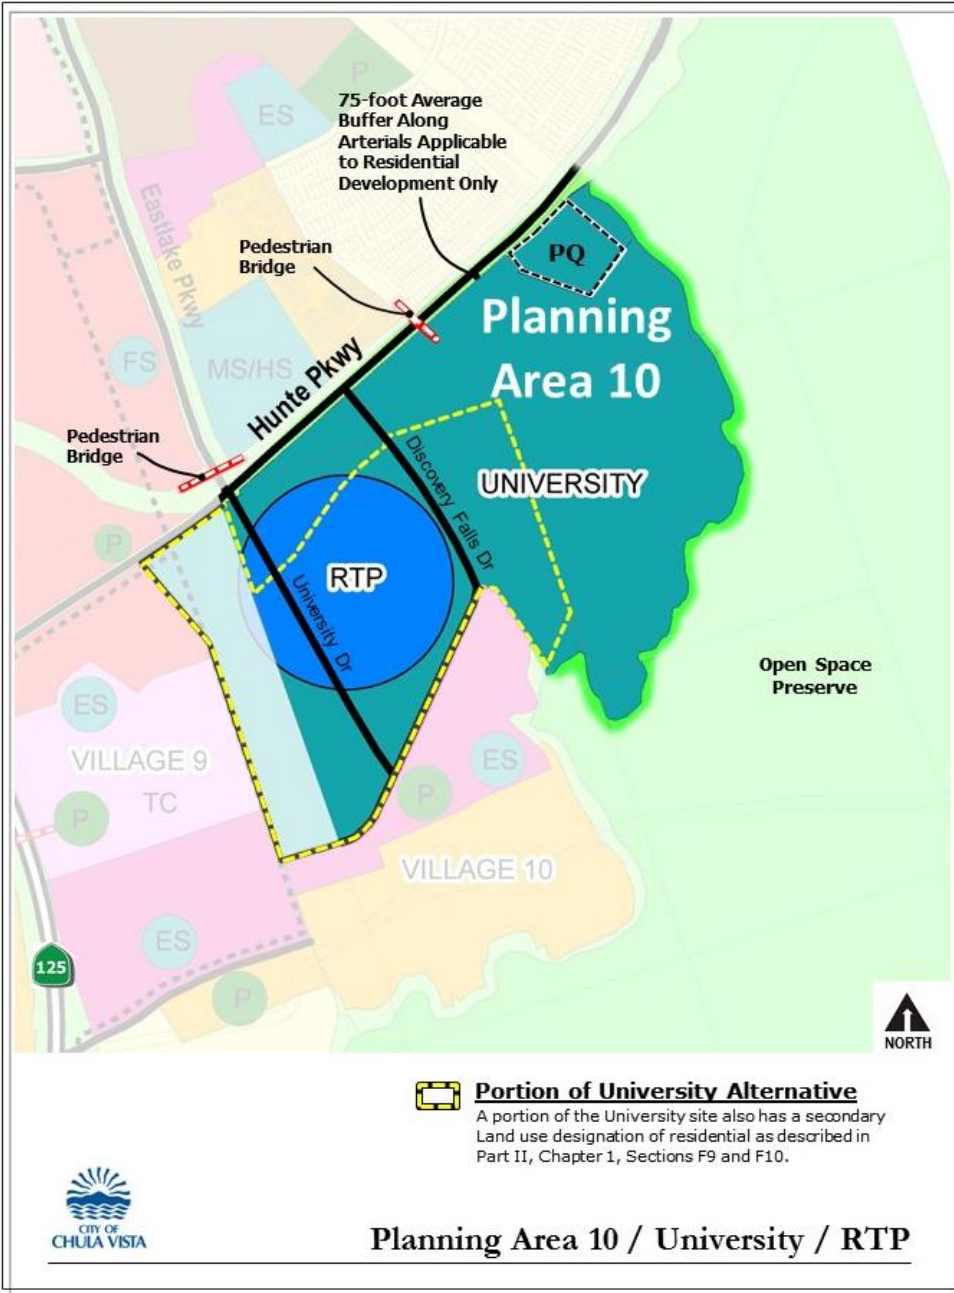 P
ES
75-foot Average
Buffer Along
Arterials Applicable
to Residential
Development Only
Eastlake Pkwy
Pedestrian
Bridge
PQ
Planning
Area 10
FS
MS/HS
Hunte Pkwy
Pedestrian
Bridge
Discovery Falls Dr
UNIVERSITY
P
RTP
University Dr
Open Space
Preserve
ES
VILLAGE 9
TC
ES
P
P
VILLAGE 10
ES
125
P
NORTH
Portion of University Alternative
A portion of the University site also has a secondary
Land use designation of residential as described in
Part II, Chapter 1, Sections F9 and F10.
CITY OF
CHULA VISTA
Planning Area 10 / University / RTP